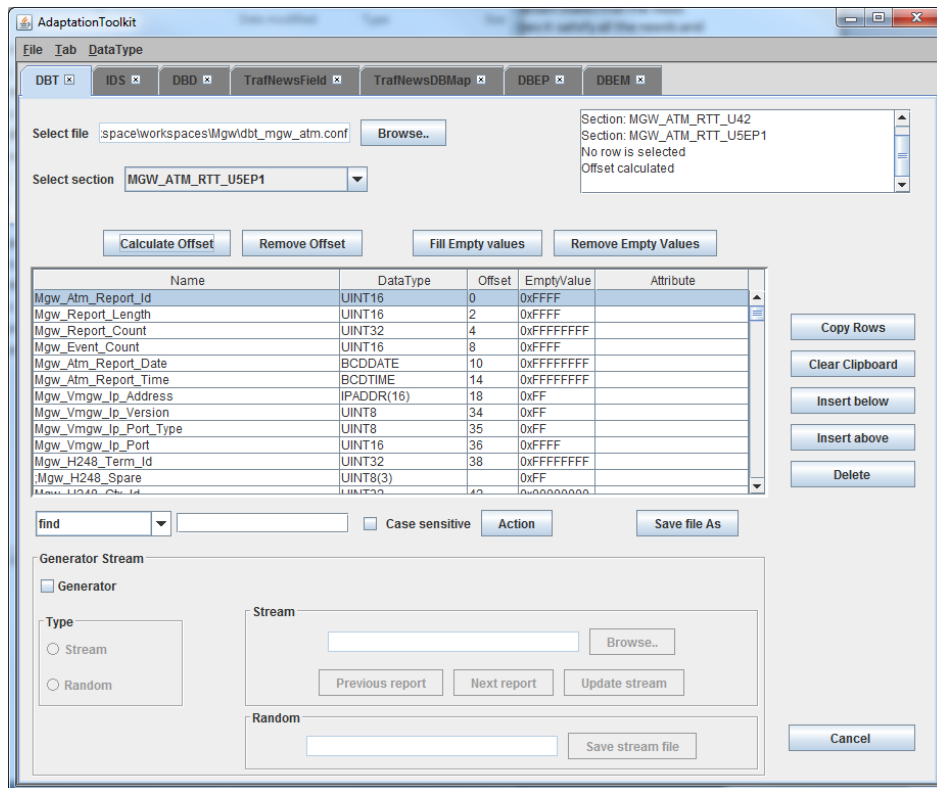 AdaptationToolkit
File Tab DataType
DBT IDS DBD TrafNewsField TrafNewsDBMap DBEP DBEM
Select file :space\workspaces\Mgw\dbt_mgw_atm.conf Browse..
Section: MGW_ATM_RTT_U42
Section: MGW_ATM_RTT_U5EP1
No row is selected
Offset calculated
Select section MGW_ATM_RTT_U5EP1
Calculate Offset Remove Offset Fill Empty values Remove Empty Values
Name DataType Offset EmptyValue Attribute
Mgw_Atm_Report_Id UINT16 0 0xFFFF
Mgw_Report_Length UINT16 2 0xFFFF
Mgw_Report_Count UINT32 4 0xFFFFFFFF
Mgw_Event_Count UINT16 8 0xFFFF
Mgw_Atm_Report_Date BCDDATE 10 0xFFFFFFFF
Mgw_Atm_Report_Time BCDTIME 14 0xFFFFFFFF
Mgw_Vmgw_Ip_Address IPADDR(16) 18 0xFF
Mgw_Vmgw_Ip_Version UINT8 34 0xFF
Mgw_Vmgw_Ip_Port_Type UINT8 35 0xFF
Mgw_Vmgw_Ip_Port UINT16 36 0xFFFF
Mgw_H248_Term_Id UINT32 38 0xFFFFFFFF
;Mgw_H248_Spare UINT8(3) 0xFF
Copy Rows
Clear Clipboard
Insert below
Insert above
Delete
find Case sensitive Action Save file As
Generator Stream
Generator
Type
Stream
Random
Stream
Browse..
Previous report Next report Update stream
Random
Save stream file
Cancel